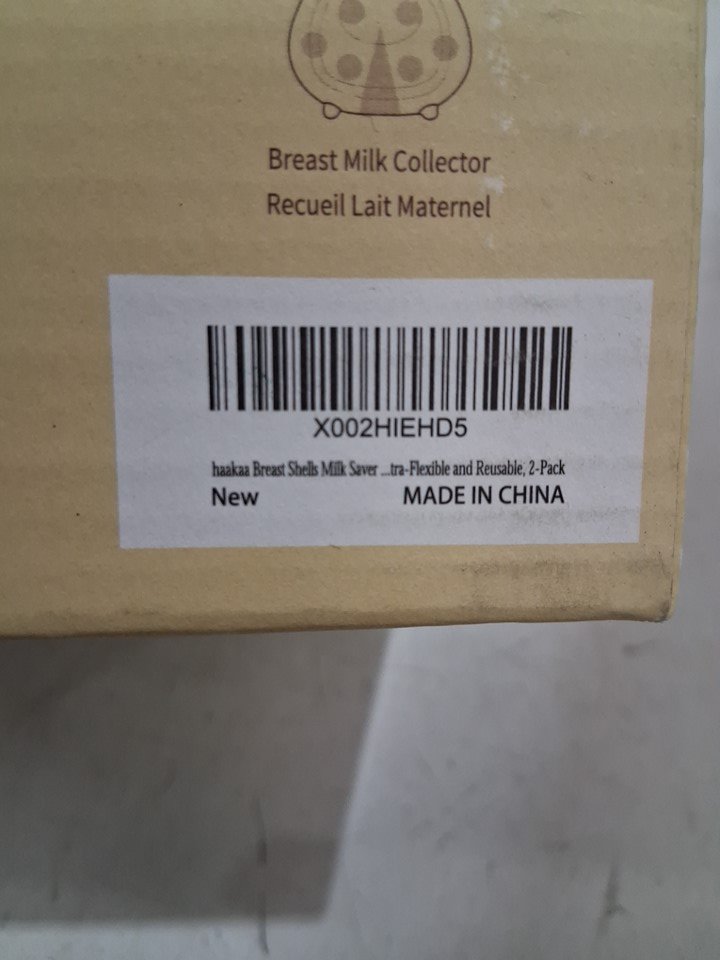 Breast Milk Collector
Recueil Lait Maternel
X002HIEHD5
haakaa Breast Shells Milk Saver ...tra-Flexible and Reusable, 2-Pack
New MADE IN CHINA